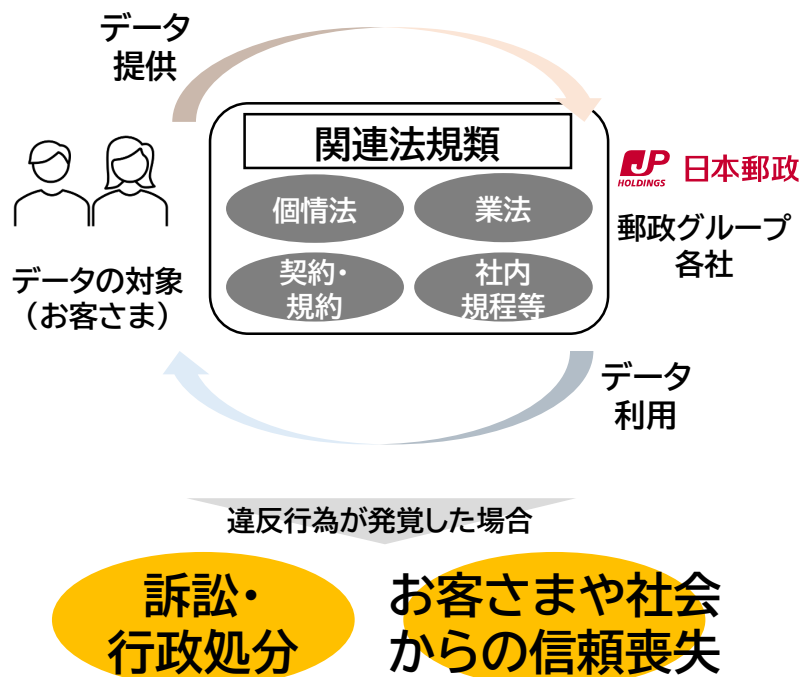 データ
提供
関連法規類
個情法
業法
契約・
規約
社内
規程等
データの対象
（お客さま）
JP
HOLDINGS
日本郵政
郵政グループ
各社
データ
利用
違反行為が発覚した場合
訴訟・
行政処分
お客さまや社会
からの信頼喪失